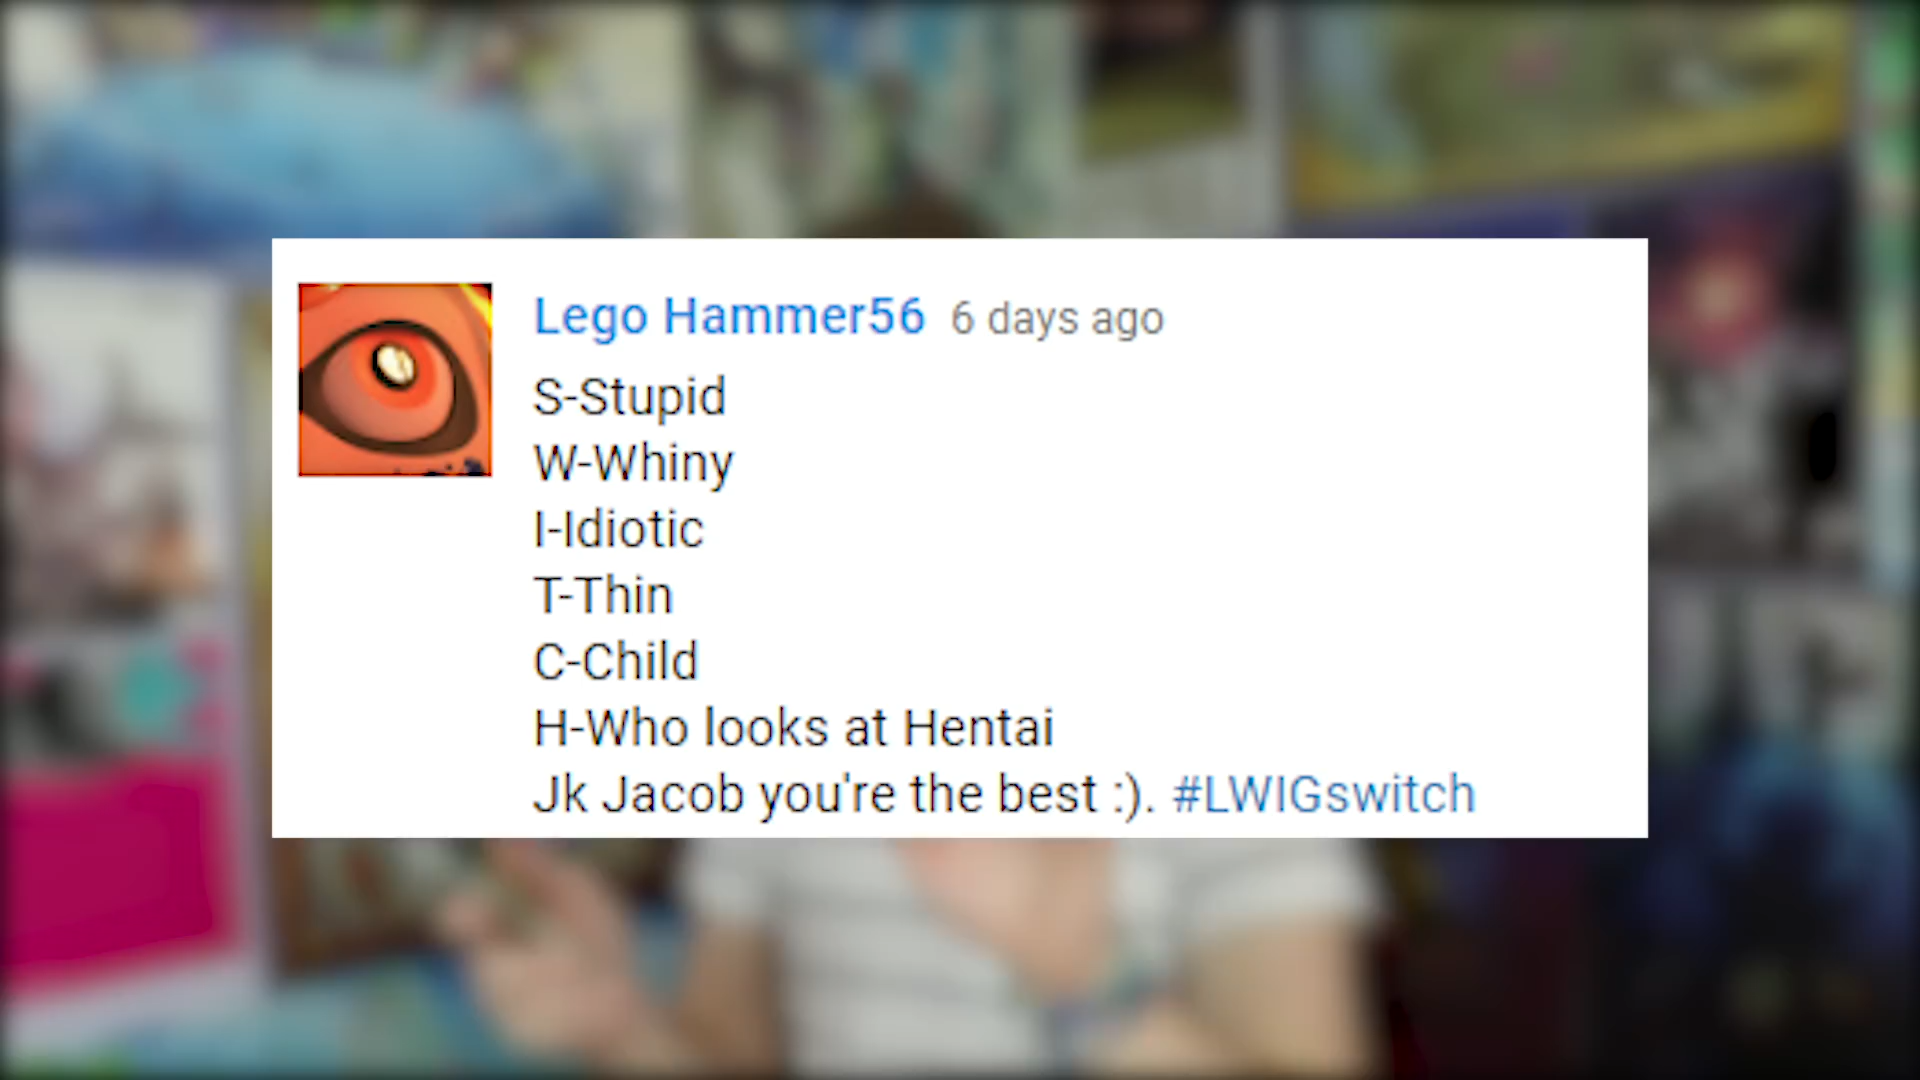 Lego Hammer56 6 days ago
S-Stupid
W-Whiny
I-Idiotic
T-Thin
C-Child
H-Who looks at Hentai
Jk Jacob you're the best :). #LWIGswitch